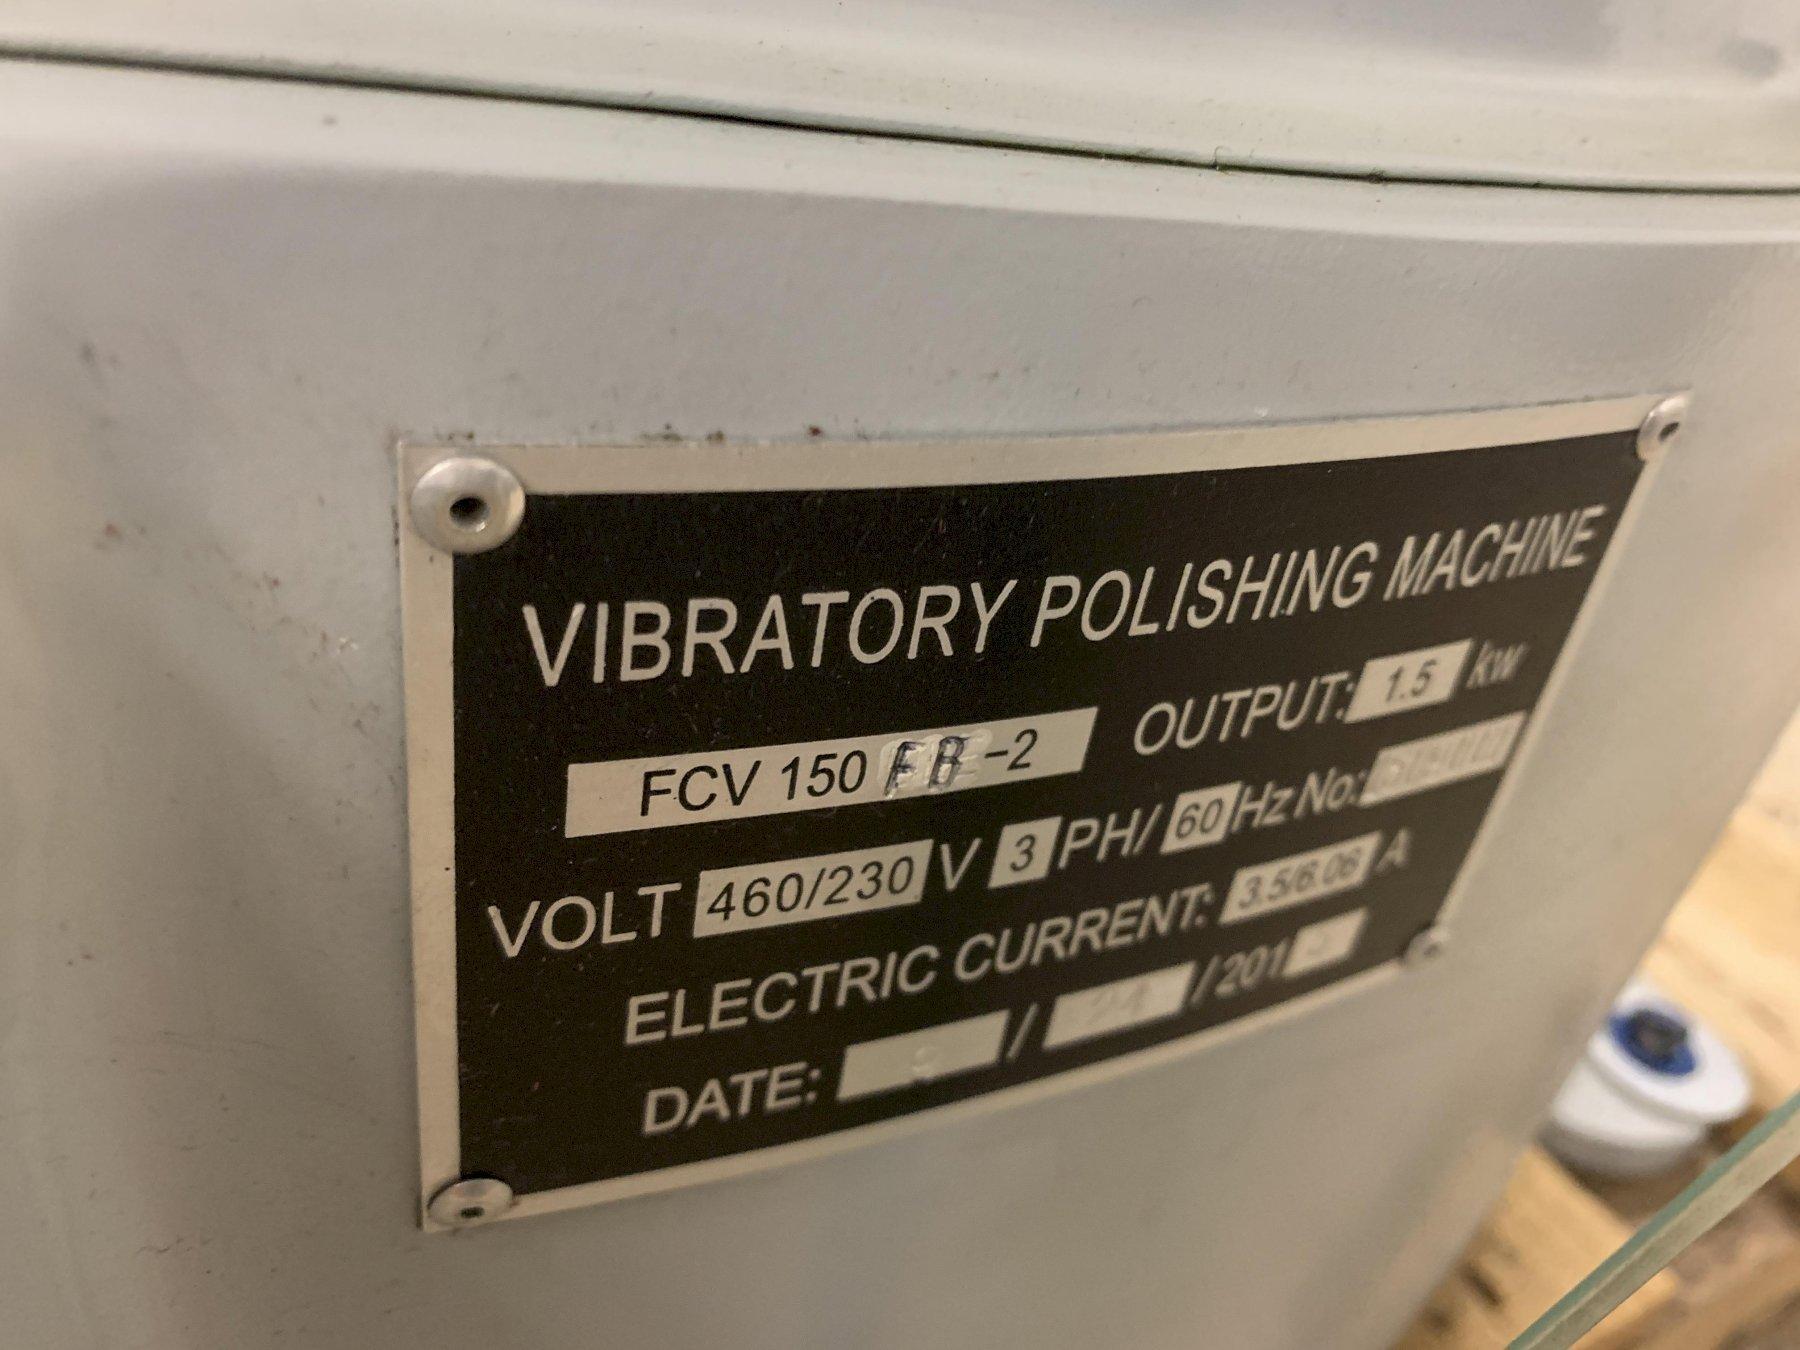 VIBRATORY POLISHING MACHINE
FCV 150 FB-2 OUTPUT: 1.5 kw
VOLT 460/230 V 3 PH/ 60 Hz No:
ELECTRIC CURRENT: 3.5/6.06 A
DATE: / 24 /201